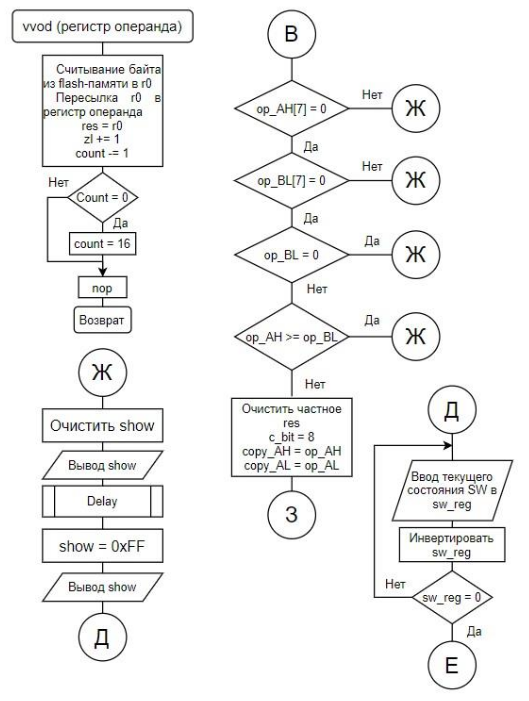 vvod (регистр операнда)
Считывание байта
из flash-памяти в r0
Пересылка r0 в
регистр операнда
res = r0
zl += 1
count -= 1
Нет
Count = 0
Да
count = 16
nop
Возврат
Ж
Очистить show
Вывод show
Delay
show = 0xFF
Вывод show
Д
В
op_AH[7] = 0
Нет
Ж
Да
op_BL[7] = 0
Нет
Ж
Да
op_BL = 0
Да
Ж
Нет
op_AH >= op_BL
Да
Ж
Нет
Очистить частное
res
c_bit = 8
copy_AH = op_AH
copy_AL = op_AL
З
Д
Ввод текущего
состояния SW в
sw_reg
Инвертировать
sw_reg
Нет
sw_reg = 0
Да
Е